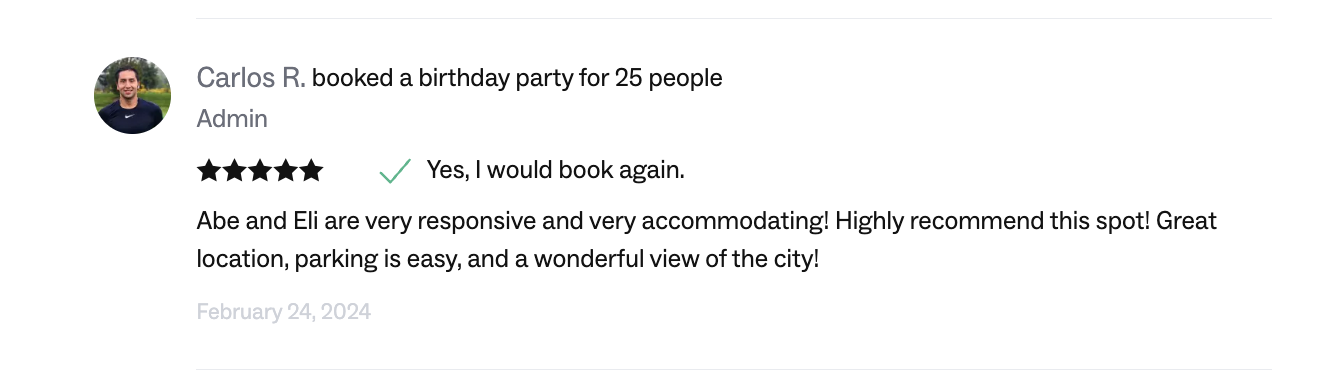 Carlos R. booked a birthday party for 25 people
Admin
Yes, I would book again.
Abe and Eli are very responsive and very accommodating! Highly recommend this spot! Great
location, parking is easy, and a wonderful view of the city!
February 24, 2024